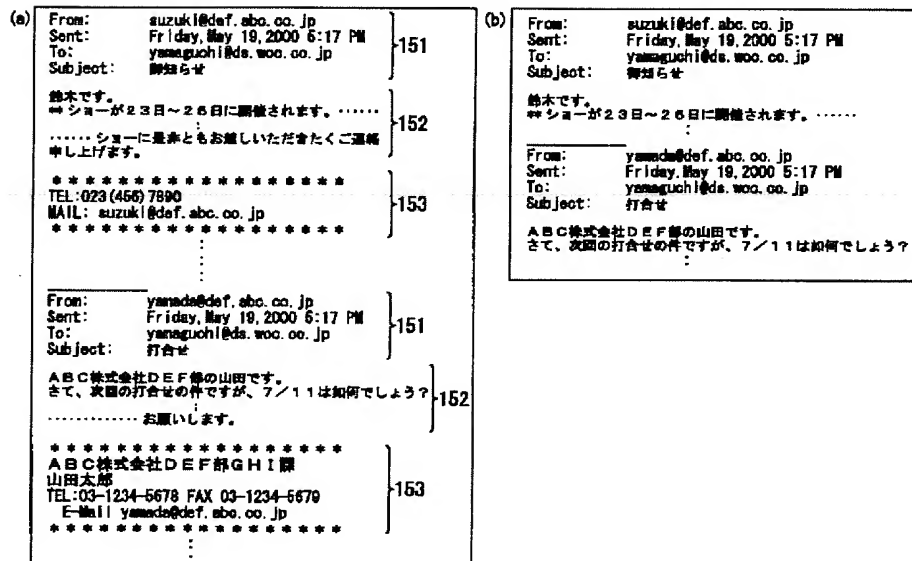 (a)
From: suzuki@def.abc.co.jp
Sent: Friday, May 19, 2000 5:17 PM
To: yamaguchi@ds.woo.co.jp
Subject: 御知らせ
151
鈴木です。
**ショーが23日~26日に開催されます。‥‥‥
‥‥‥ ショーに是非ともお越しいただきたくご連絡
申し上げます。
152
* * * * * * * * * * * * * * * * * *
TEL:023(456)7890
MAIL: suzuki@def.abc.co.jp
* * * * * * * * * * * * * * * * * *
153
From: yamada@def.abc.co.jp
Sent: Friday, May 19, 2000 5:17 PM
To: yamaguchi@ds.woo.co.jp
Subject: 打合せ
151
ABC株式会社DEF部の山田です。
さて、次回の打合せの件ですが、7/11は如何でしょう?
‥‥‥‥‥‥ お願いします。
152
* * * * * * * * * * * * * * * * * *
ABC株式会社DEF部GHI課
山田太郎
TEL:03-1234-5678 FAX 03-1234-5679
E-Mail yamada@def.abc.co.jp
* * * * * * * * * * * * * * * * * *
153
(b)
From: suzuki@def.abc.co.jp
Sent: Friday, May 19, 2000 5:17 PM
To: yamaguchi@ds.woo.co.jp
Subject: 御知らせ
鈴木です。
**ショーが23日~26日に開催されます。‥‥‥
From: yamada@def.abc.co.jp
Sent: Friday, May 19, 2000 5:17 PM
To: yamaguchi@ds.woo.co.jp
Subject: 打合せ
ABC株式会社DEF部の山田です。
さて、次回の打合せの件ですが、7/11は如何でしょう?